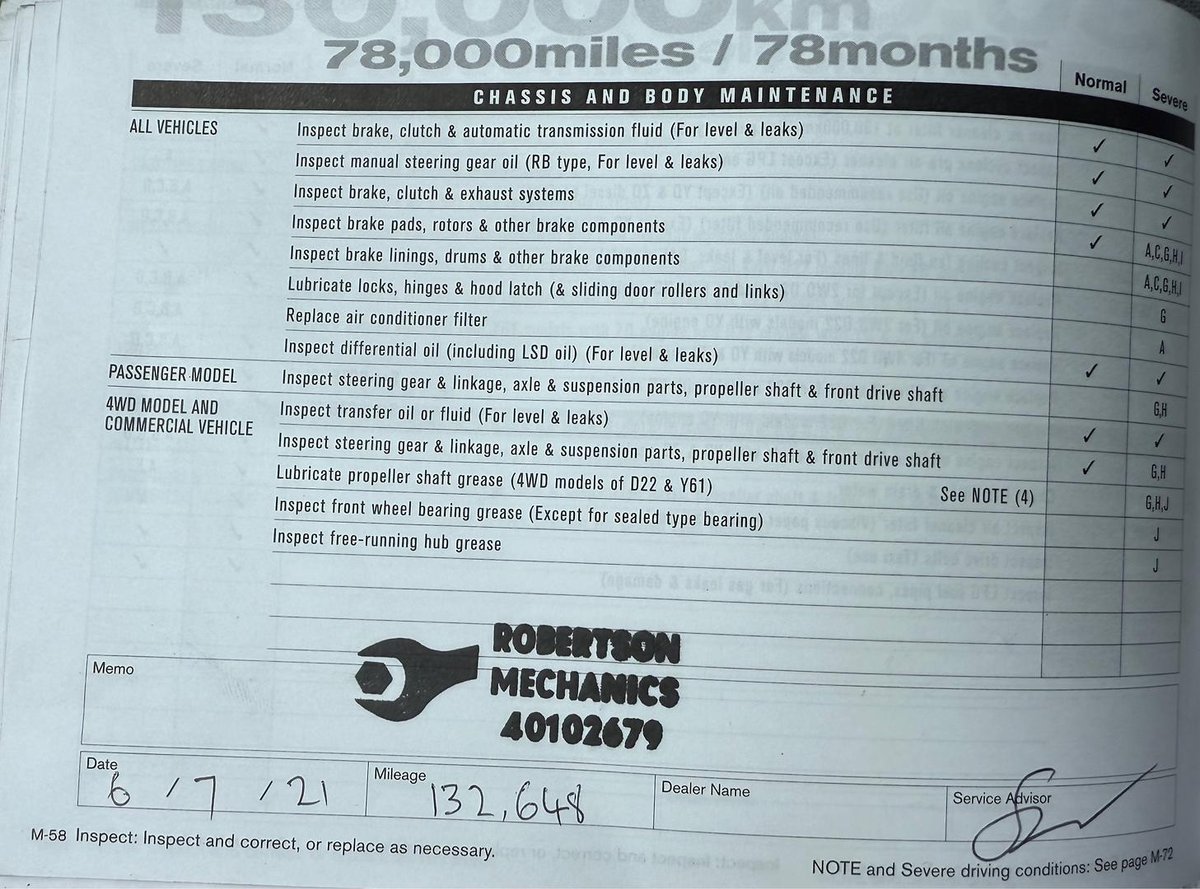 130,000km
78,000miles / 78months
CHASSIS AND BODY MAINTENANCE Normal Severe
ALL VEHICLES Inspect brake, clutch & automatic transmission fluid (For level & leaks) ✓ ✓
Inspect manual steering gear oil (RB type, For level & leaks) ✓ ✓
Inspect brake, clutch & exhaust systems ✓ ✓
Inspect brake pads, rotors & other brake components ✓ A,C,G,H,I
Inspect brake linings, drums & other brake components A,C,G,H,I
Lubricate locks, hinges & hood latch (& sliding door rollers and links) G
Replace air conditioner filter A
Inspect differential oil (including LSD oil) (For level & leaks) ✓ ✓
PASSENGER MODEL Inspect steering gear & linkage, axle & suspension parts, propeller shaft & front drive shaft G,H
4WD MODEL AND Inspect transfer oil or fluid (For level & leaks) ✓ ✓
COMMERCIAL VEHICLE Inspect steering gear & linkage, axle & suspension parts, propeller shaft & front drive shaft ✓ G,H
Lubricate propeller shaft grease (4WD models of D22 & Y61) See NOTE (4) G,H,J
Inspect front wheel bearing grease (Except for sealed type bearing) J
Inspect free-running hub grease J
ROBERTSON
MECHANICS
40102679
Memo
Date 6 / 7 / 21
Mileage 132,648
Dealer Name
Service Advisor
M-58 Inspect: Inspect and correct, or replace as necessary.
NOTE and Severe driving conditions: See page M-72